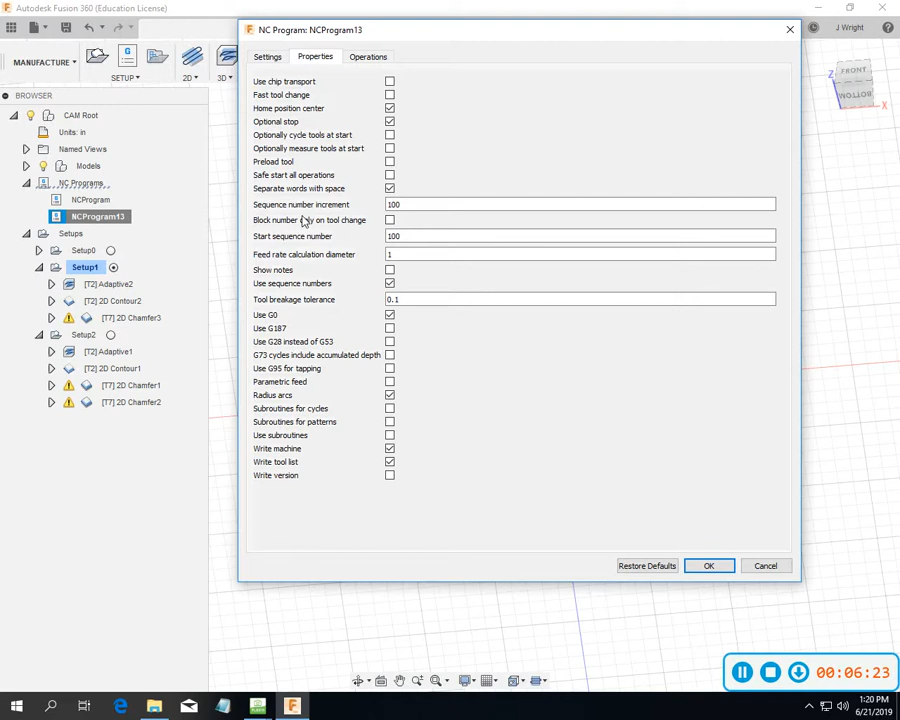 Autodesk Fusion 360 (Education License)
NC Program: NCProgram13
J Wright
MANUFACTURE
SETUP
2D
3D
Settings
Properties
Operations
BROWSER
CAM Root
Units: in
Named Views
Models
NC Programs
NCProgram
NCProgram13
Setups
Setup0
Setup1
[T2] Adaptive2
[T2] 2D Contour2
[T7] 2D Chamfer3
Setup2
[T2] Adaptive1
[T2] 2D Contour1
[T7] 2D Chamfer1
[T7] 2D Chamfer2
Use chip transport
Fast tool change
Home position center
Optional stop
Optionally cycle tools at start
Optionally measure tools at start
Preload tool
Safe start all operations
Separate words with space
Sequence number increment 100
Block number only on tool change
Start sequence number 100
Feed rate calculation diameter 1
Show notes
Use sequence numbers
Tool breakage tolerance 0.1
Use G0
Use G187
Use G28 instead of G53
G73 cycles include accumulated depth
Use G95 for tapping
Parametric feed
Radius arcs
Subroutines for cycles
Subroutines for patterns
Use subroutines
Write machine
Write tool list
Write version
Restore Defaults
OK
Cancel
FRONT
BOTTOM
Z
X
00:06:23
1:20 PM
6/21/2019